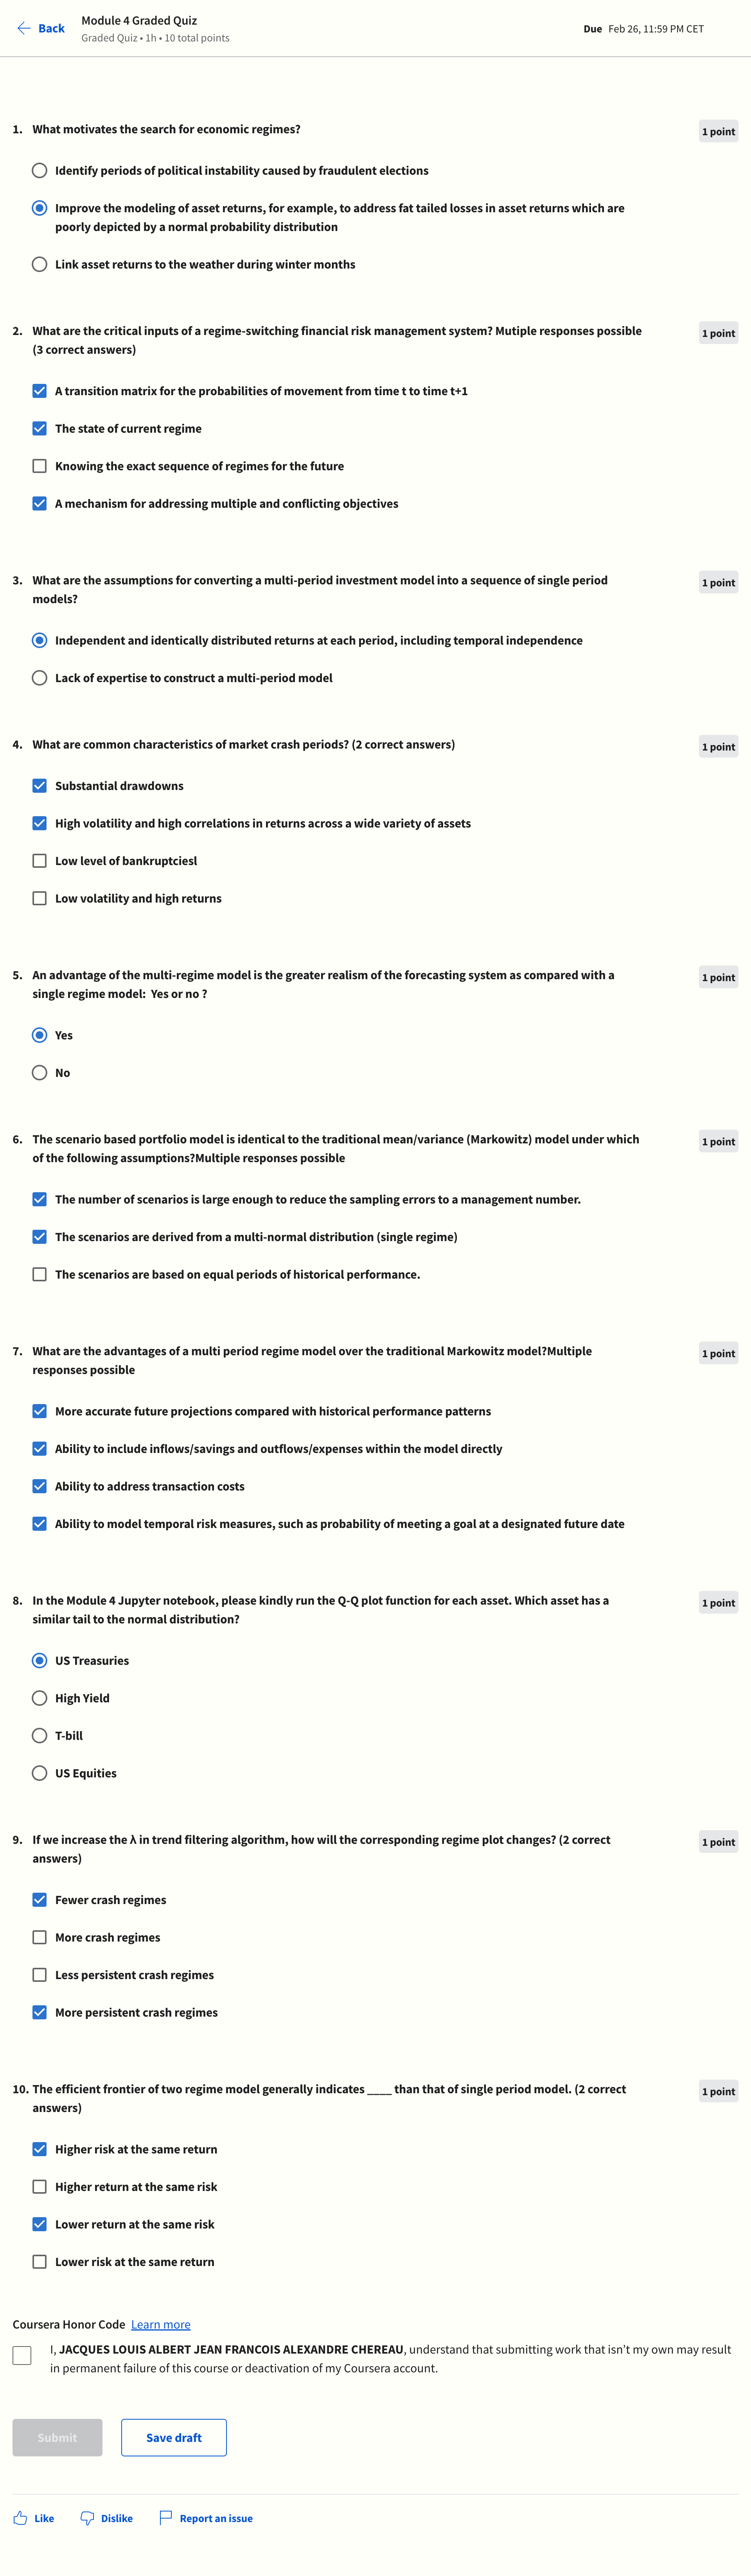 Back
Module 4 Graded Quiz
Graded Quiz • 1h • 10 total points
Due Feb 26, 11:59 PM CET
1. What motivates the search for economic regimes?
1 point
Identify periods of political instability caused by fraudulent elections
Improve the modeling of asset returns, for example, to address fat tailed losses in asset returns which are
poorly depicted by a normal probability distribution
Link asset returns to the weather during winter months
2. What are the critical inputs of a regime-switching financial risk management system? Mutiple responses possible
(3 correct answers)
1 point
A transition matrix for the probabilities of movement from time t to time t+1
The state of current regime
Knowing the exact sequence of regimes for the future
A mechanism for addressing multiple and conflicting objectives
3. What are the assumptions for converting a multi-period investment model into a sequence of single period
models?
1 point
Independent and identically distributed returns at each period, including temporal independence
Lack of expertise to construct a multi-period model
4. What are common characteristics of market crash periods? (2 correct answers)
1 point
Substantial drawdowns
High volatility and high correlations in returns across a wide variety of assets
Low level of bankruptciesl
Low volatility and high returns
5. An advantage of the multi-regime model is the greater realism of the forecasting system as compared with a
single regime model: Yes or no ?
1 point
Yes
No
6. The scenario based portfolio model is identical to the traditional mean/variance (Markowitz) model under which
of the following assumptions?Multiple responses possible
1 point
The number of scenarios is large enough to reduce the sampling errors to a management number.
The scenarios are derived from a multi-normal distribution (single regime)
The scenarios are based on equal periods of historical performance.
7. What are the advantages of a multi period regime model over the traditional Markowitz model?Multiple
responses possible
1 point
More accurate future projections compared with historical performance patterns
Ability to include inflows/savings and outflows/expenses within the model directly
Ability to address transaction costs
Ability to model temporal risk measures, such as probability of meeting a goal at a designated future date
8. In the Module 4 Jupyter notebook, please kindly run the Q-Q plot function for each asset. Which asset has a
similar tail to the normal distribution?
1 point
US Treasuries
High Yield
T-bill
US Equities
9. If we increase the λ in trend filtering algorithm, how will the corresponding regime plot changes? (2 correct
answers)
1 point
Fewer crash regimes
More crash regimes
Less persistent crash regimes
More persistent crash regimes
10. The efficient frontier of two regime model generally indicates ____ than that of single period model. (2 correct
answers)
1 point
Higher risk at the same return
Higher return at the same risk
Lower return at the same risk
Lower risk at the same return
Coursera Honor Code Learn more
I, JACQUES LOUIS ALBERT JEAN FRANCOIS ALEXANDRE CHEREAU, understand that submitting work that isn't my own may result
in permanent failure of this course or deactivation of my Coursera account.
Submit
Save draft
Like
Dislike
Report an issue